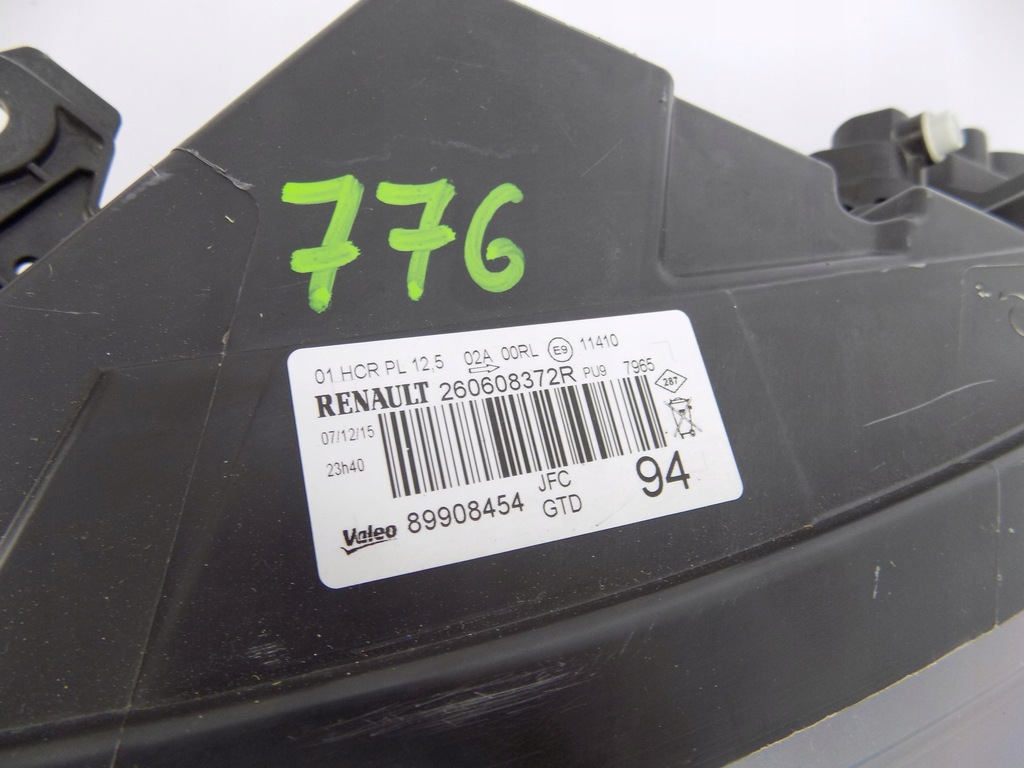 776
01 HCR PL 12,5 02A 00RL E9 11410
RENAULT 260608372R PU9 7965
07/12/15
287
23h40
JFC
94
Valeo 89908454 GTD